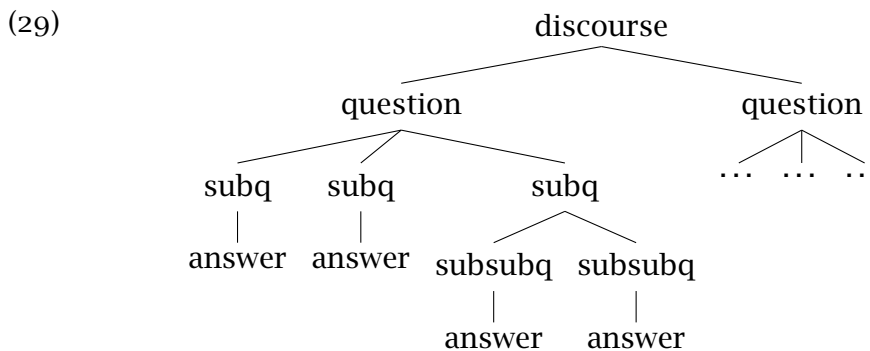 (29) discourse
question question
subq subq subq ... ... ..
answer answer subsubq subsubq
answer answer